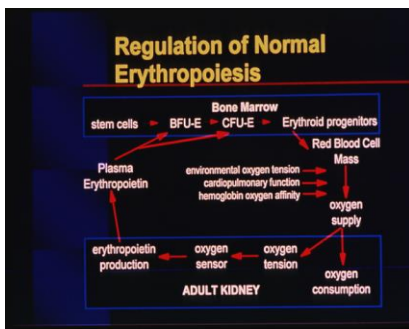 Regulation of Normal
Erythropoiesis
Bone Marrow
stem cells BFU-E CFU-E Erythroid progenitors
Red Blood Cell
Mass
Plasma
Erythropoietin
environmental oxygen tension
cardiopulmonary function
hemoglobin oxygen affinity
oxygen
supply
erythropoietin
production
oxygen
sensor
oxygen
tension
oxygen
consumption
ADULT KIDNEY